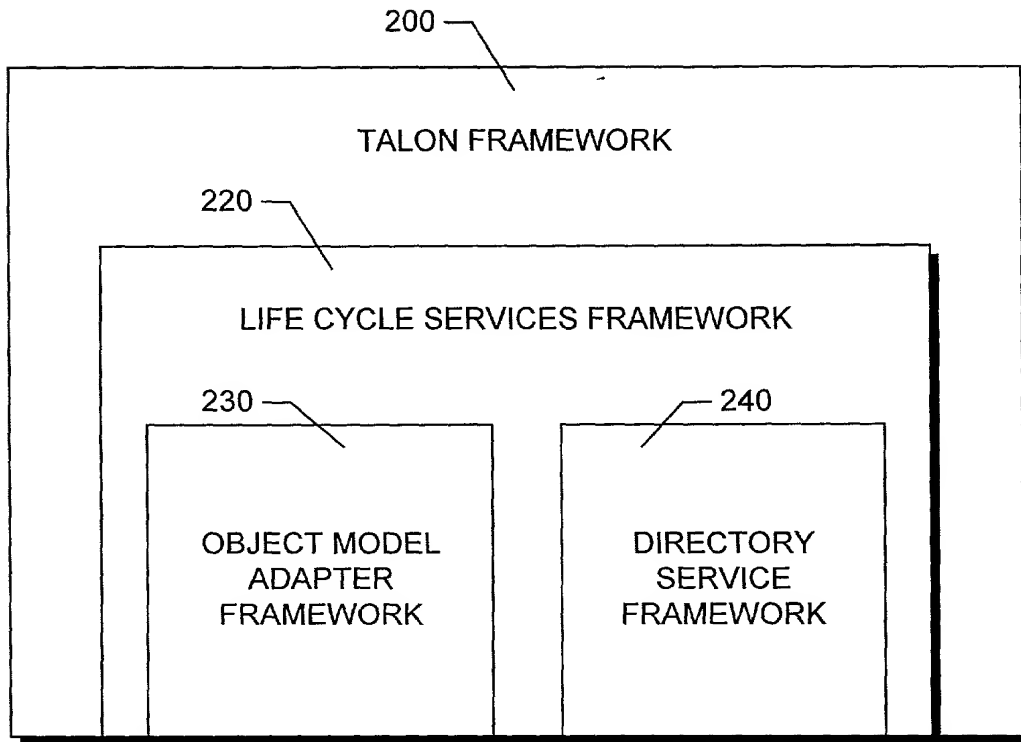 200
TALON FRAMEWORK
220
LIFE CYCLE SERVICES FRAMEWORK
230
240
OBJECT MODEL
ADAPTER
FRAMEWORK
DIRECTORY
SERVICE
FRAMEWORK